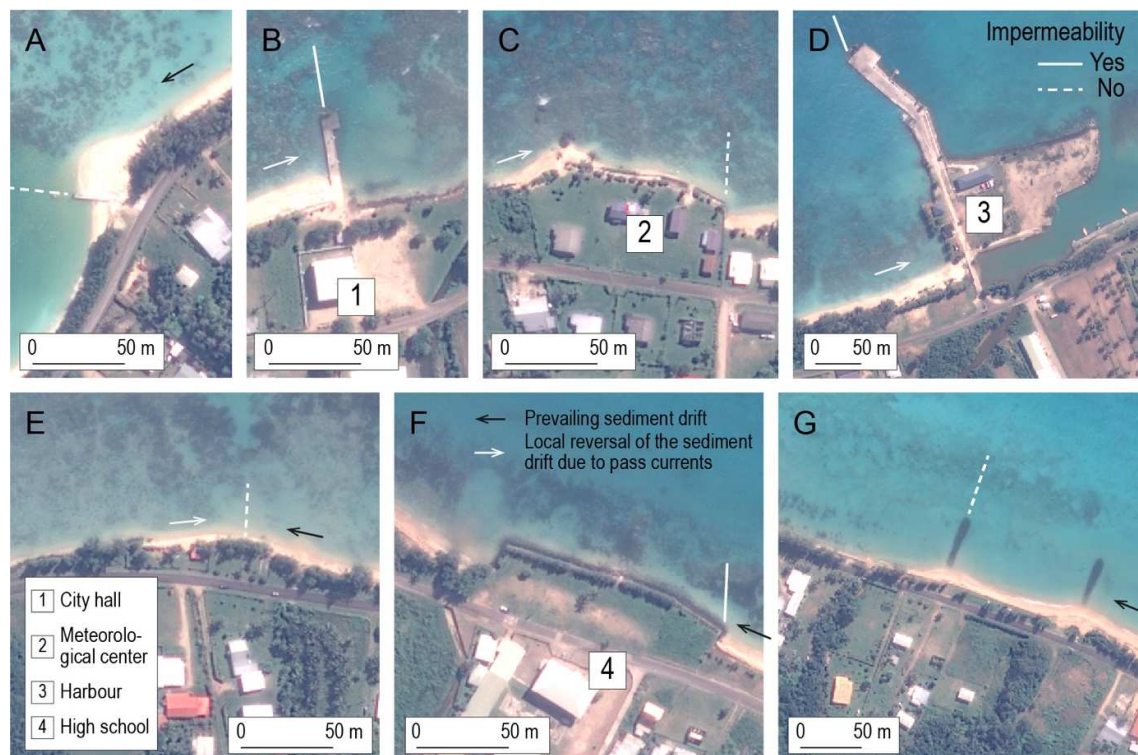 A
B
C
D
Impermeability
Yes
No
1
2
3
0 50 m
0 50 m
0 50 m
0 50 m
E
F
G
Prevailing sediment drift
Local reversal of the sediment
drift due to pass currents
1 City hall
2 Meteorolo-
gical center
3 Harbour
4 High school
4
0 50 m
0 50 m
0 50 m